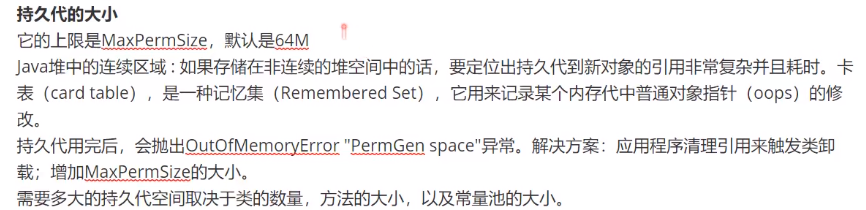 持久代的大小
它的上限是MaxPermSize，默认是64M
Java堆中的连续区域 : 如果存储在非连续的堆空间中的话，要定位出持久代到新对象的引用非常复杂并且耗时。卡
表（card table），是一种记忆集（Remembered Set），它用来记录某个内存代中普通对象指针（oops）的修
改。
持久代用完后，会抛出OutOfMemoryError "PermGen space"异常。解决方案：应用程序清理引用来触发类卸
载；增加MaxPermSize的大小。
需要多大的持久代空间取决于类的数量，方法的大小，以及常量池的大小。